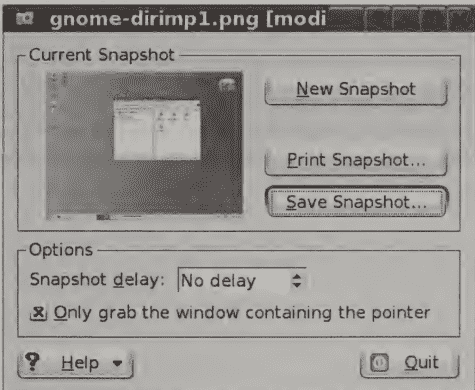 gnome-dirimp1.png [modi
Current Snapshot
New Snapshot
Print Snapshot...
Save Snapshot...
Options
Snapshot delay: No delay
Only grab the window containing the pointer
? Help
Quit